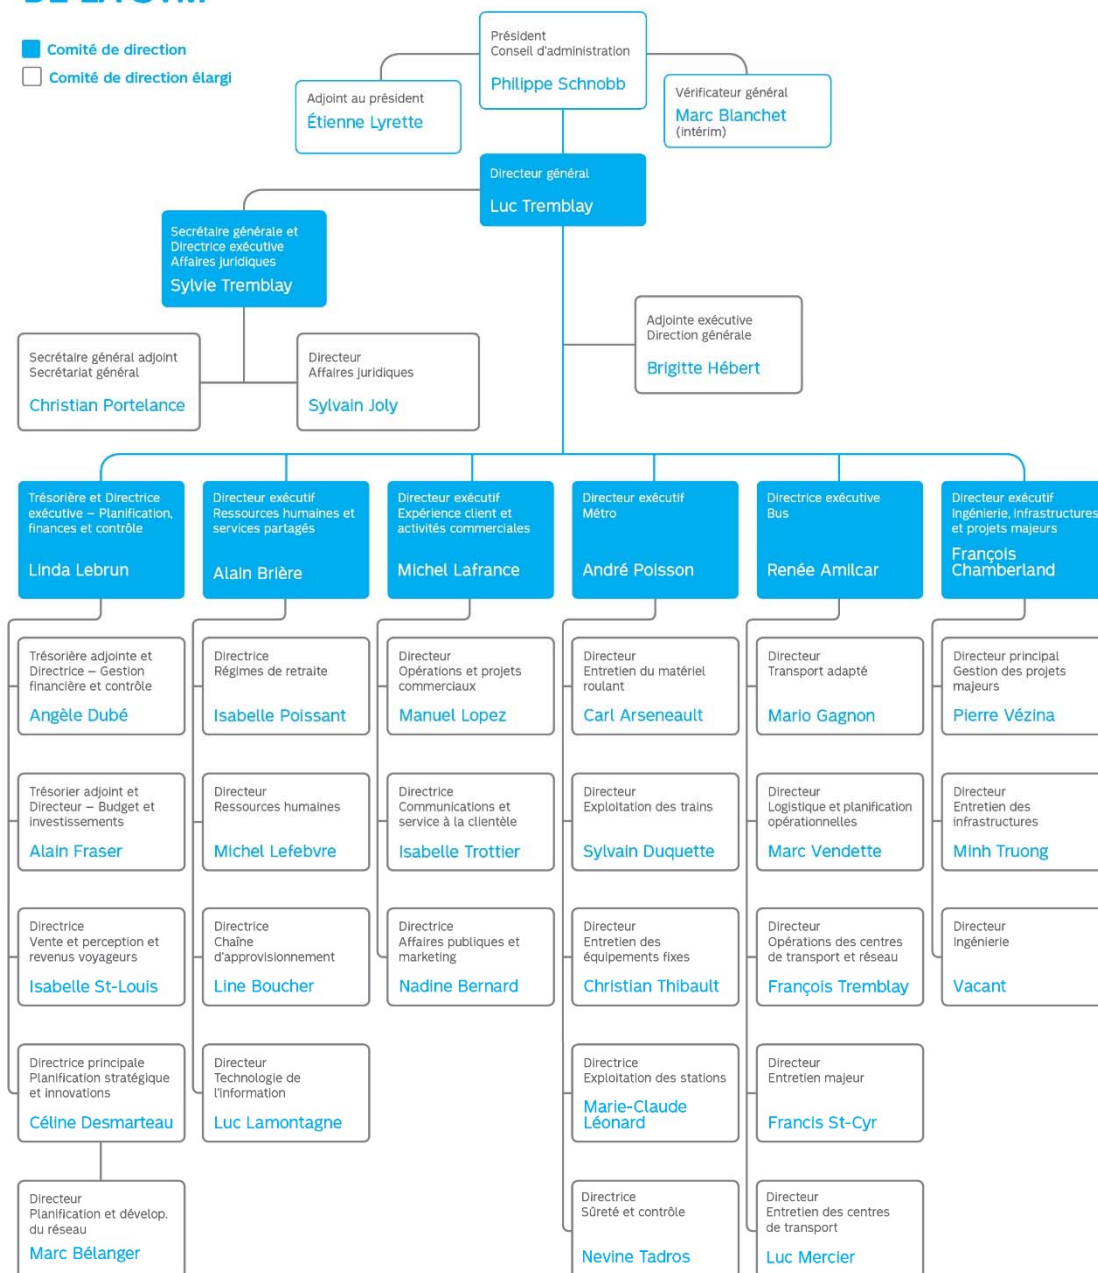 DE LA STM
Comité de direction
Comité de direction élargi
Président
Conseil d'administration
Philippe Schnobb
Adjoint au président
Étienne Lyrette
Vérificateur général
Marc Blanchet
(intérim)
Directeur général
Luc Tremblay
Secrétaire générale et
Directrice exécutive
Affaires juridiques
Sylvie Tremblay
Adjointe exécutive
Direction générale
Brigitte Hébert
Secrétaire général adjoint
Secrétariat général
Christian Portelance
Directeur
Affaires juridiques
Sylvain Joly
Trésorière et Directrice
exécutive – Planification,
finances et contrôle
Linda Lebrun
Directeur exécutif
Ressources humaines et
services partagés
Alain Brière
Directeur exécutif
Expérience client et
activités commerciales
Michel Lafrance
Directeur exécutif
Métro
André Poisson
Directrice exécutive
Bus
Renée Amilcar
Directeur exécutif
Ingénierie, infrastructures
et projets majeurs
François
Chamberland
Trésorière adjointe et
Directrice – Gestion
financière et contrôle
Angèle Dubé
Directrice
Régimes de retraite
Isabelle Poissant
Directeur
Opérations et projets
commerciaux
Manuel Lopez
Directeur
Entretien du matériel
roulant
Carl Arseneault
Directeur
Transport adapté
Mario Gagnon
Directeur principal
Gestion des projets
majeurs
Pierre Vézina
Trésorier adjoint et
Directeur – Budget et
investissements
Alain Fraser
Directeur
Ressources humaines
Michel Lefebvre
Directrice
Communications et
service à la clientèle
Isabelle Trottier
Directeur
Exploitation des trains
Sylvain Duquette
Directeur
Logistique et planification
opérationnelles
Marc Vendette
Directeur
Entretien des
infrastructures
Minh Truong
Directrice
Vente et perception et
revenus voyageurs
Isabelle St-Louis
Directrice
Chaîne
d'approvisionnement
Line Boucher
Directrice
Affaires publiques et
marketing
Nadine Bernard
Directeur
Entretien des
équipements fixes
Christian Thibault
Directeur
Opérations des centres
de transport et réseau
François Tremblay
Directeur
Ingénierie
Vacant
Directrice principale
Planification stratégique
et innovations
Céline Desmarteau
Directeur
Technologie de
l'information
Luc Lamontagne
Directrice
Exploitation des stations
Marie-Claude
Léonard
Directeur
Entretien majeur
Francis St-Cyr
Directeur
Planification et dévelop.
du réseau
Marc Bélanger
Directrice
Sûreté et contrôle
Nevine Tadros
Directeur
Entretien des centres
de transport
Luc Mercier